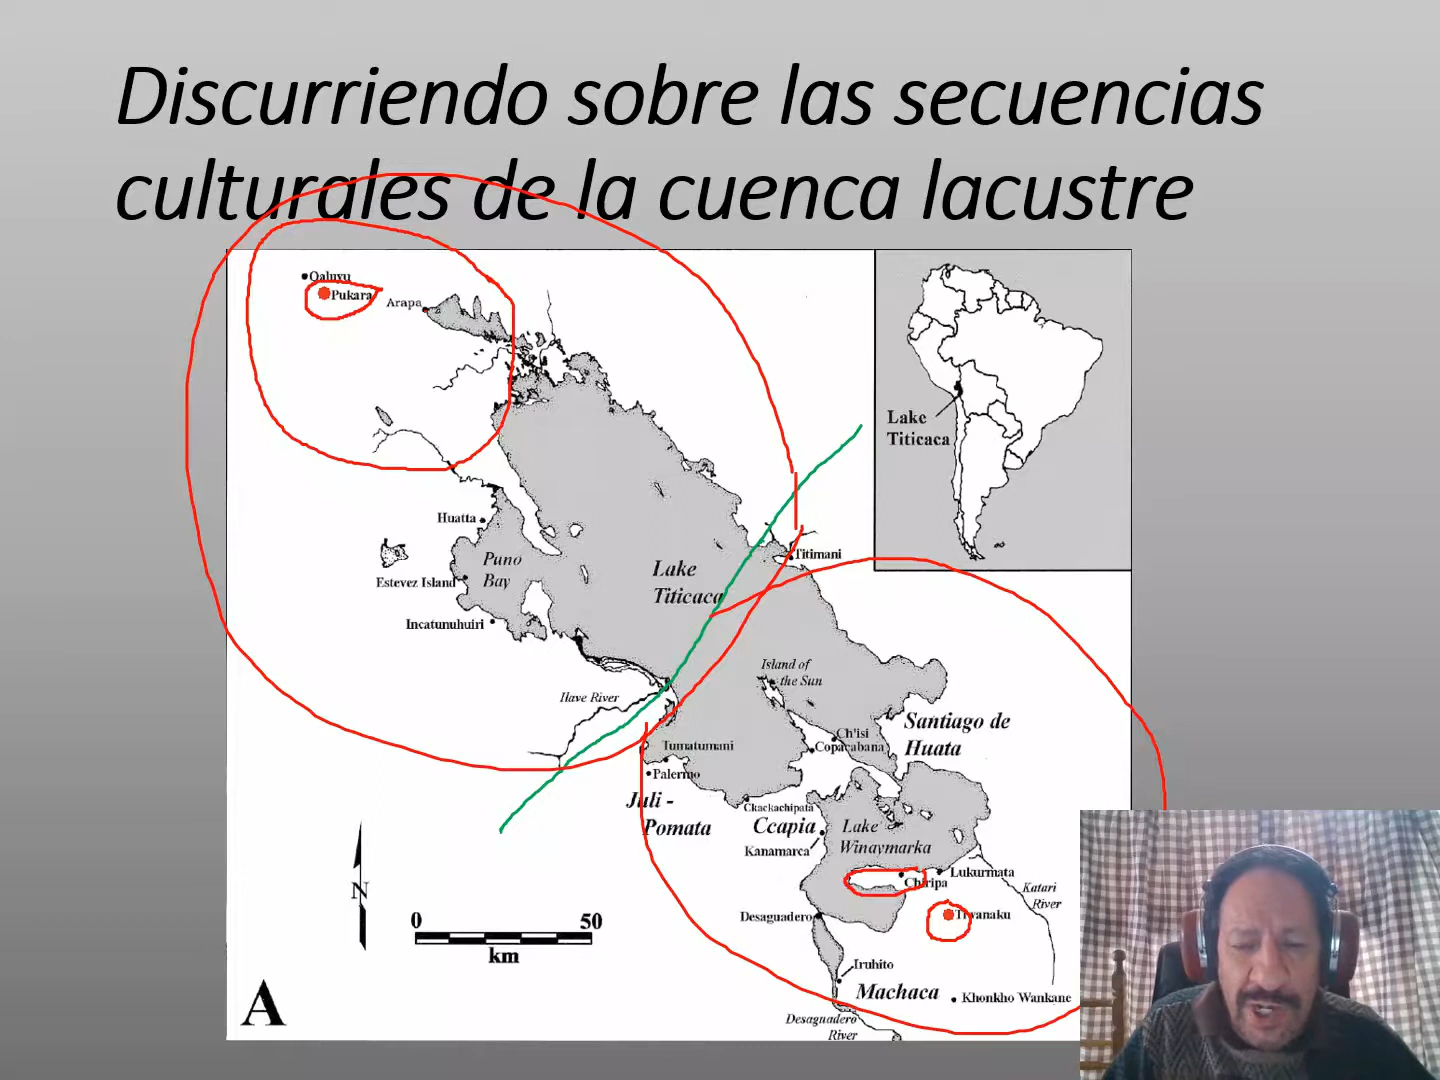 Discurriendo sobre las secuencias
culturales de la cuenca lacustre
Qaluyu
Pukara
Arapa
Lake
Titicaca
Huatta
Puno
Bay
Estevez Island
Incatunuhuiri
Lake
Titicaca
Titimani
Island of
the Sun
Ilave River
Santiago de
Huata
Ch'isi
Copacabana
Tumatumani
Palermo
Juli -
Pomata
Ckackachipata
Ccapia
Kanamarca
Lake
Winaymarka
Chiripa
Lukurmata
Katari
River
Desaguadero
Tiwanaku
Iruhito
Machaca
Khonkho Wankane
Desaguadero
River
N
0 50
km
A